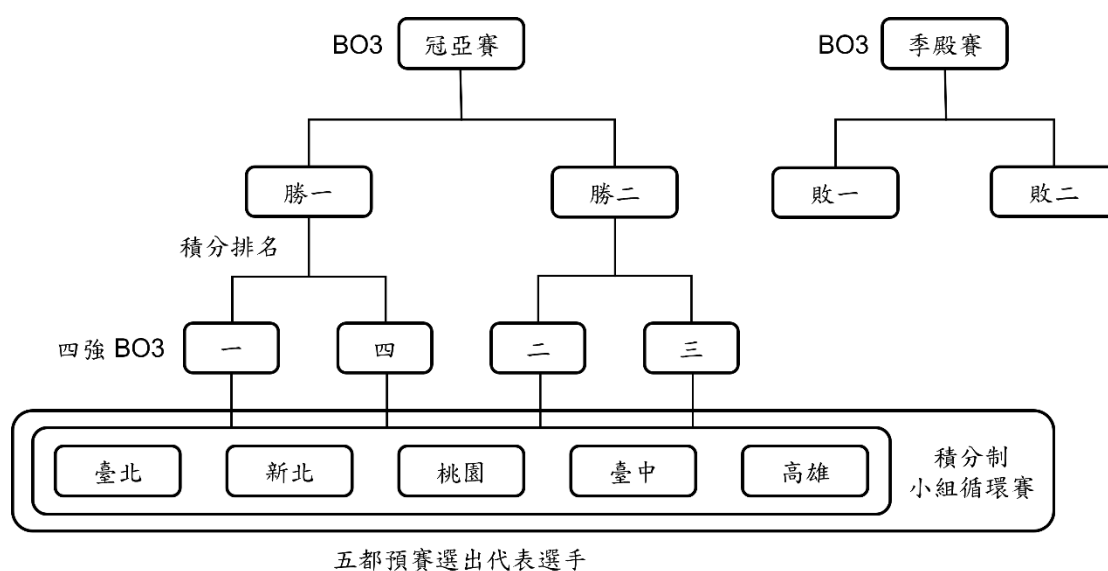 BO3 冠亞賽
BO3 季殿賽
勝一
勝二
敗一
敗二
積分排名
四強 BO3
一
四
二
三
臺北
新北
桃園
臺中
高雄
積分制
小組循環賽
五都預賽選出代表選手